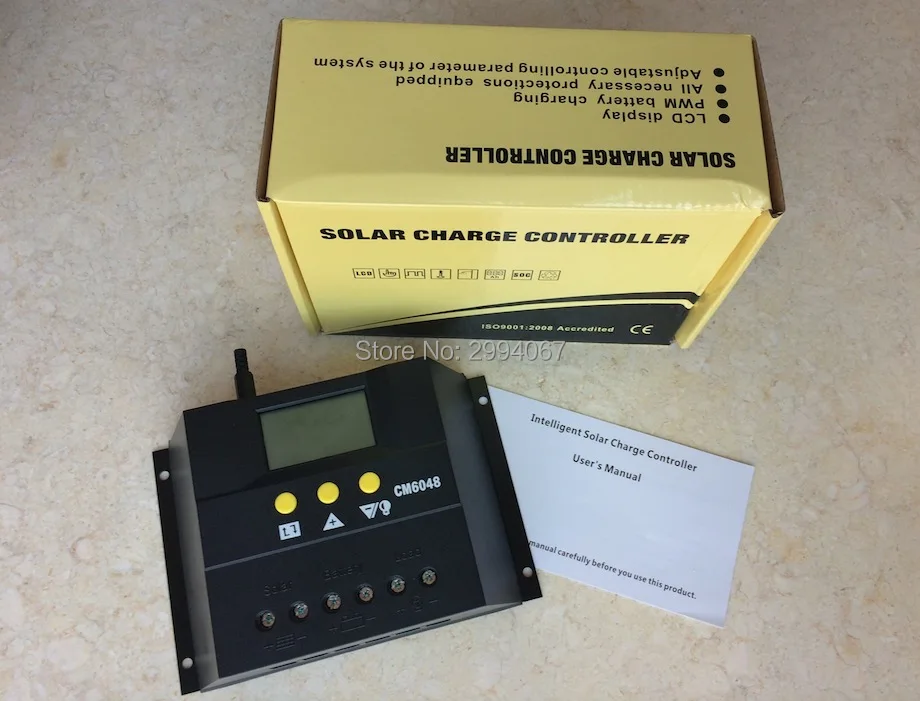 Adjustable controlling parameter of the system
All necessary protections equipped
PWM battery charging
LCD display
SOLAR CHARGE CONTROLLER
SOLAR CHARGE CONTROLLER
LCD SOC
ISO9001:2008 Accredited CE
Store No: 2994067
Intelligent Solar Charge Controller
User's Manual
manual carefully before you use this product.
CM6048